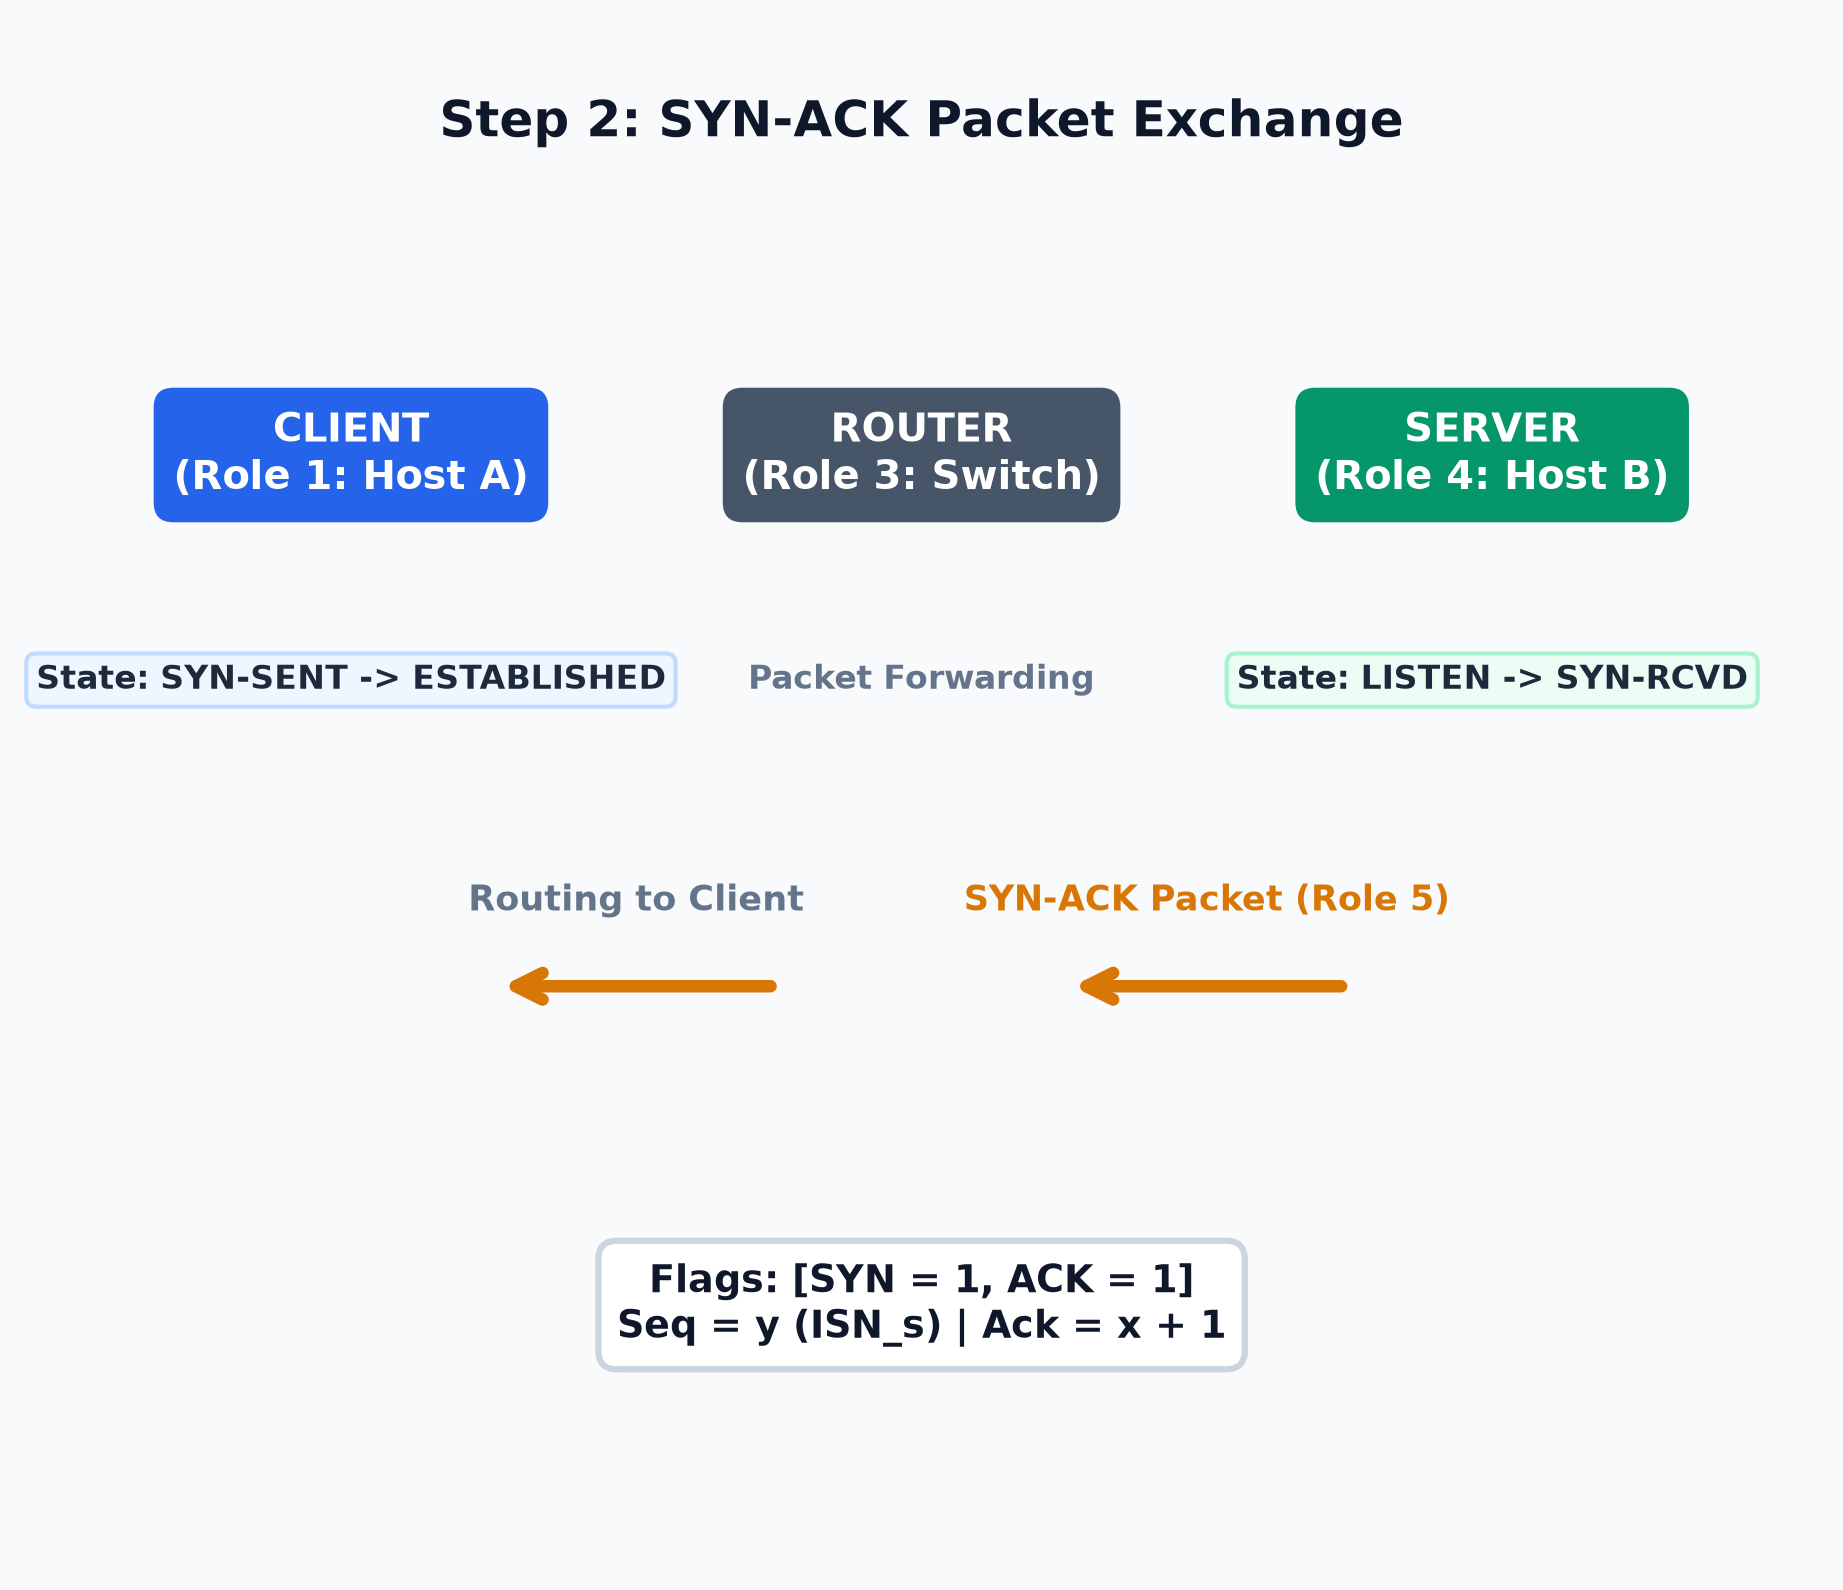 Step 2: SYN-ACK Packet Exchange
CLIENT
(Role 1: Host A)
ROUTER
(Role 3: Switch)
SERVER
(Role 4: Host B)
State: SYN-SENT -> ESTABLISHED
Packet Forwarding
State: LISTEN -> SYN-RCVD
Routing to Client
SYN-ACK Packet (Role 5)
Flags: [SYN = 1, ACK = 1]
Seq = y (ISN_s) | Ack = x + 1